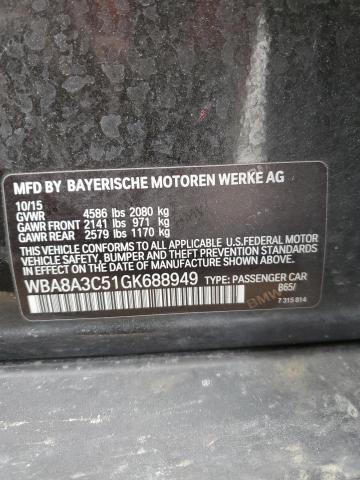 MFD BY BAYERISCHE MOTOREN WERKE AG
10/15
GVWR 4586 lbs 2080 kg
GAWR FRONT 2141 lbs 971 kg
GAWR REAR 2579 lbs 1170 kg
THIS VEHICLE CONFORMS TO ALL APPLICABLE U.S.FEDERAL MOTOR
VEHICLE SAFETY, BUMPER AND THEFT PREVENTION STANDARDS
IN EFFECT ON THE DATE OF MANUFACTURE SHOWN ABOVE.
WBA8A3C51GK688949 TYPE: PASSENGER CAR
B65/
BMW
7 315 814